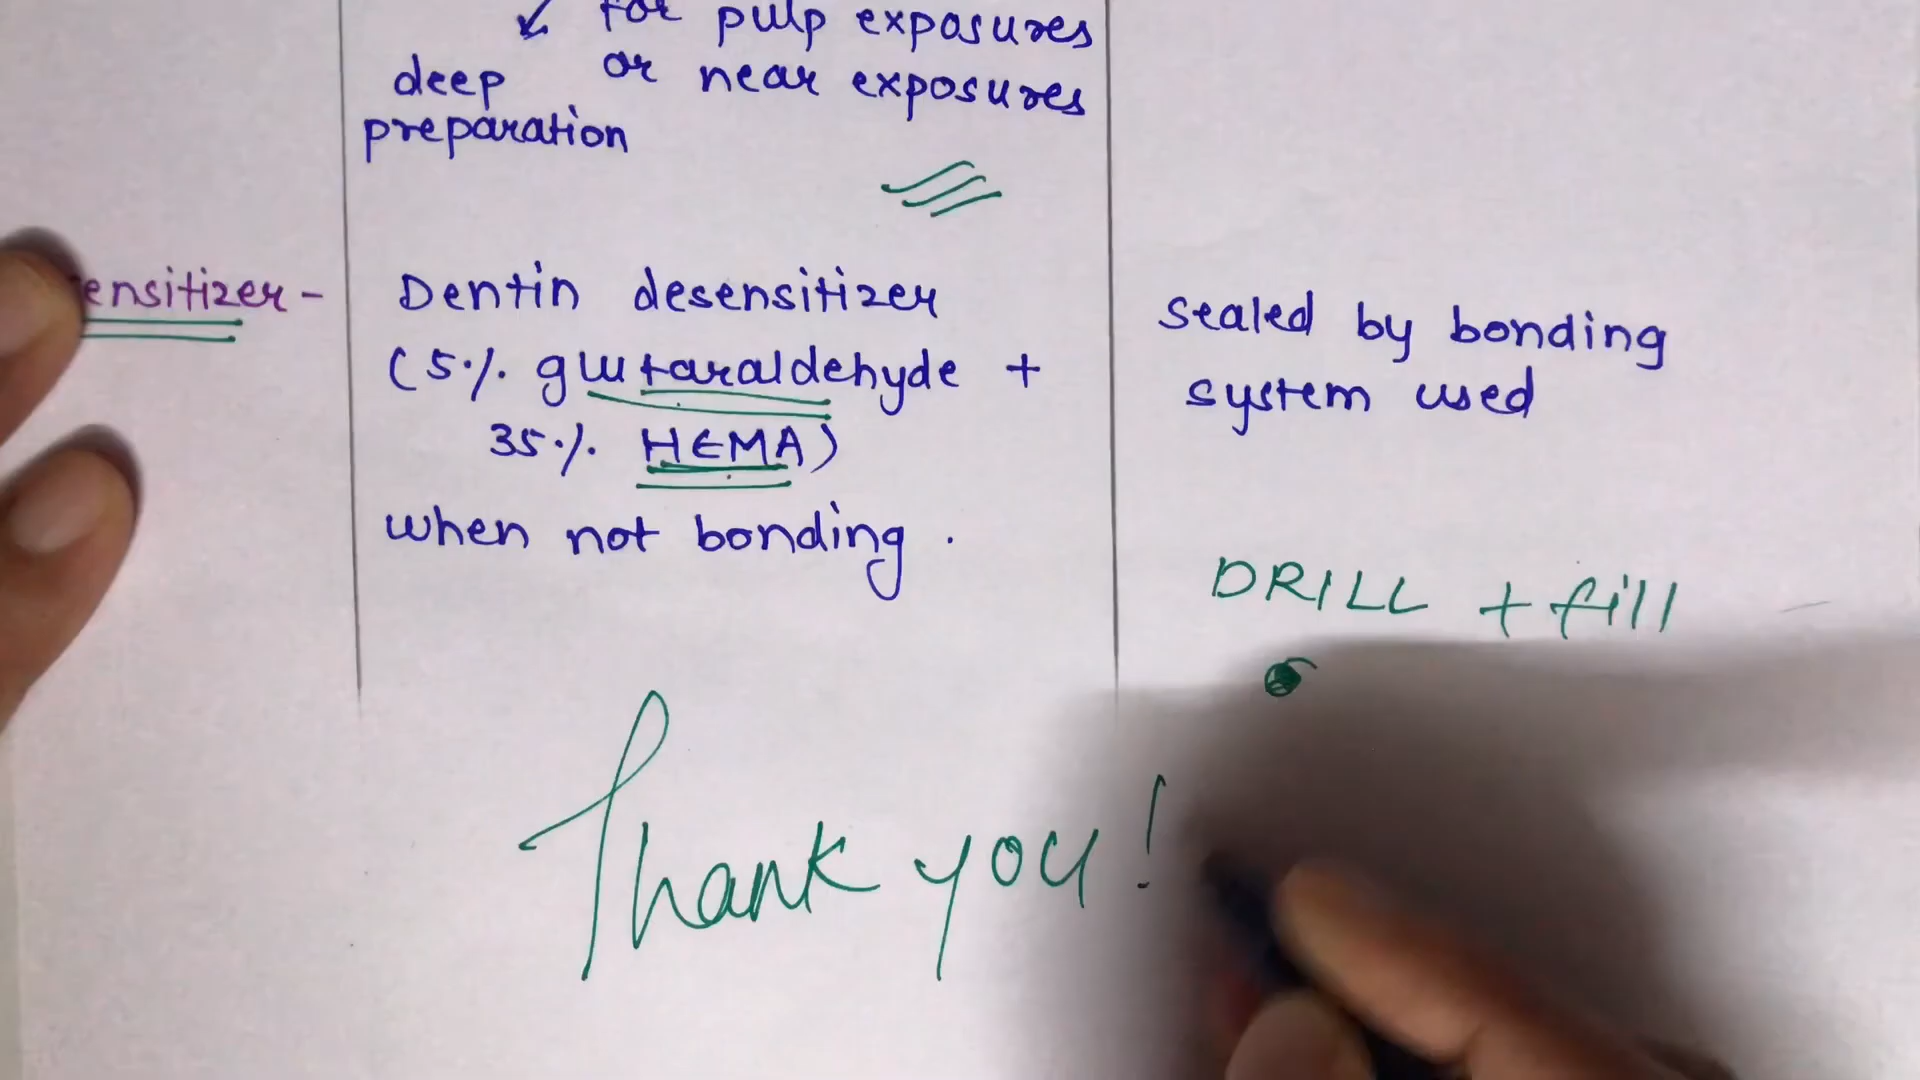 for pulp exposures
deep or near exposures
preparation
ensitizer -
Dentin desensitizer
(5% glutaraldehyde +
35% HEMA)
when not bonding.
sealed by bonding
system used
DRILL + fill
Thank you!